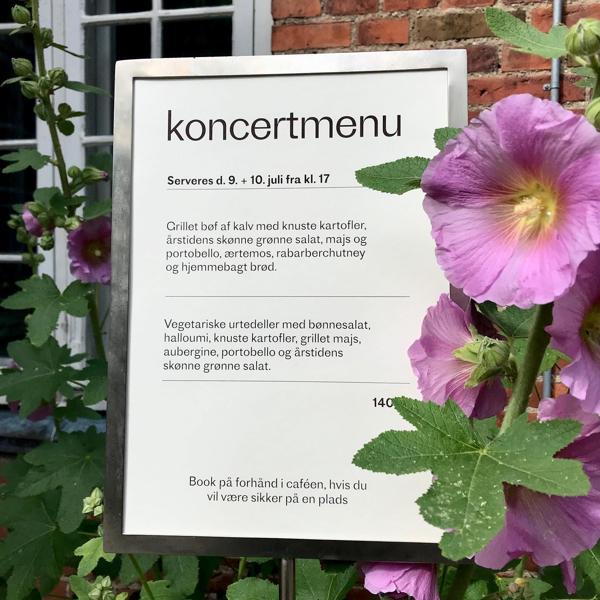 koncertmenu
Serveres d. 9. + 10. juli fra kl. 17
Grillet bøf af kalv med knuste kartofler,
årstidens skønne grønne salat, majs og
portobello, ærtemos, rabarberchutney
og hjemmebagt brød.
Vegetariske urtedeller med bønnesalat,
halloumi, knuste kartofler, grillet majs,
aubergine, portobello og årstidens
skønne grønne salat.
140
Book på forhånd i caféen, hvis du
vil være sikker på en plads